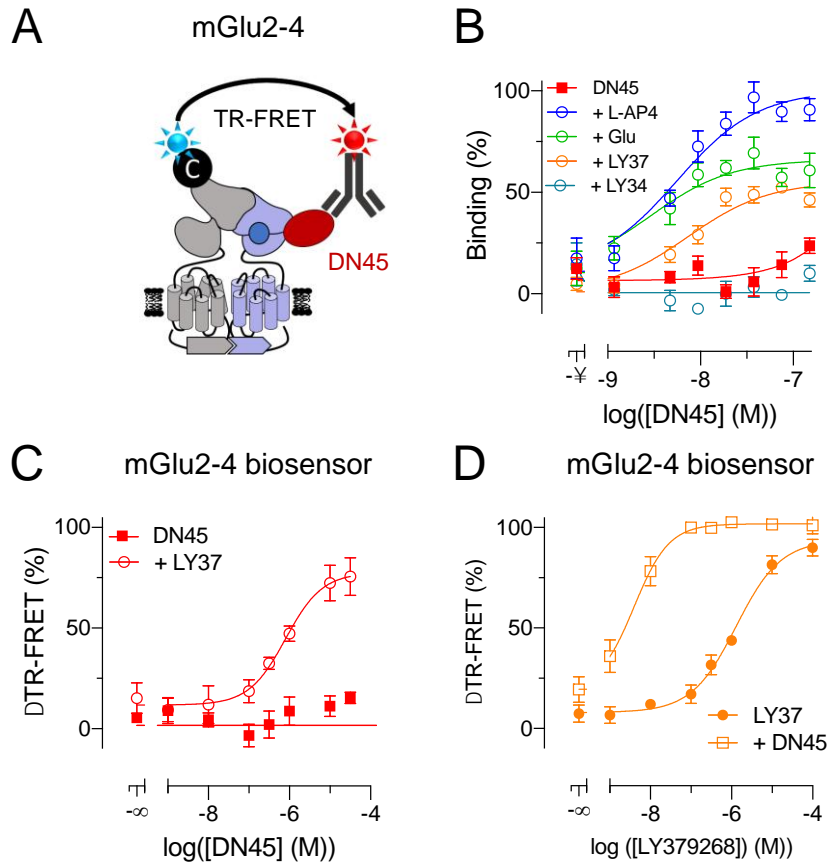 A
mGlu2-4
TR-FRET
C
DN45
B
100
50
0
Binding (%)
DN45
+ L-AP4
+ Glu
+ LY37
+ LY34
-¥
-9
-8
-7
log([DN45] (M))
C
mGlu2-4 biosensor
100
50
0
DTR-FRET (%)
DN45
+ LY37
-∞
-8
-6
-4
log([DN45] (M))
D
mGlu2-4 biosensor
100
50
0
DTR-FRET (%)
LY37
+ DN45
-∞
-8
-6
-4
log ([LY379268]) (M))